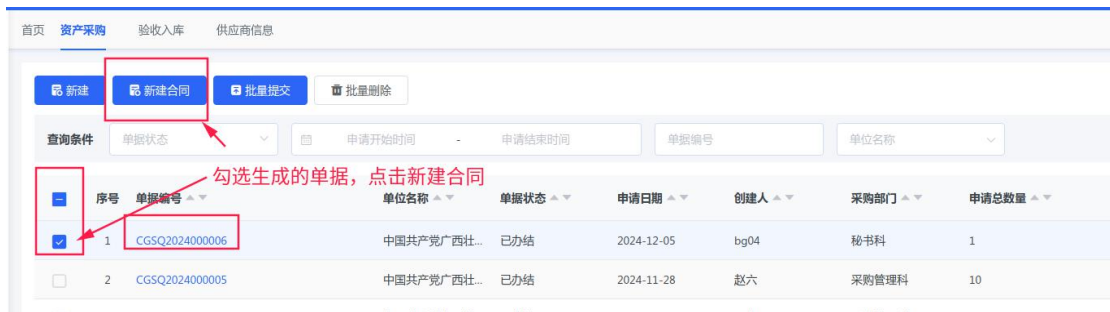 首页 资产采购 验收入库 供应商信息
新建 新建合同 批量提交 批量删除
查询条件 单据状态 申请开始时间 - 申请结束时间 单据编号 单位名称
勾选生成的单据，点击新建合同
序号 单据编号 单位名称 单据状态 申请日期 创建人 采购部门 申请总数量
1 CGSQ2024000006 中国共产党广西壮... 已办结 2024-12-05 bg04 秘书科 1
2 CGSQ2024000005 中国共产党广西壮... 已办结 2024-11-28 赵六 采购管理科 10